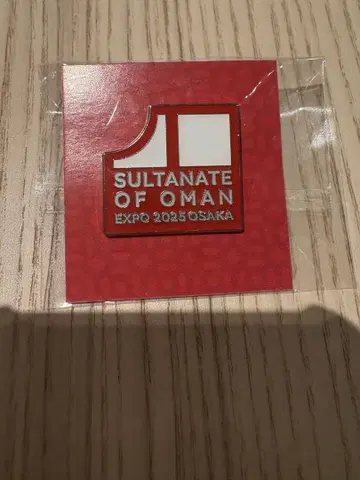 SULTANATE
OF OMAN
EXPO 2025 OSAKA